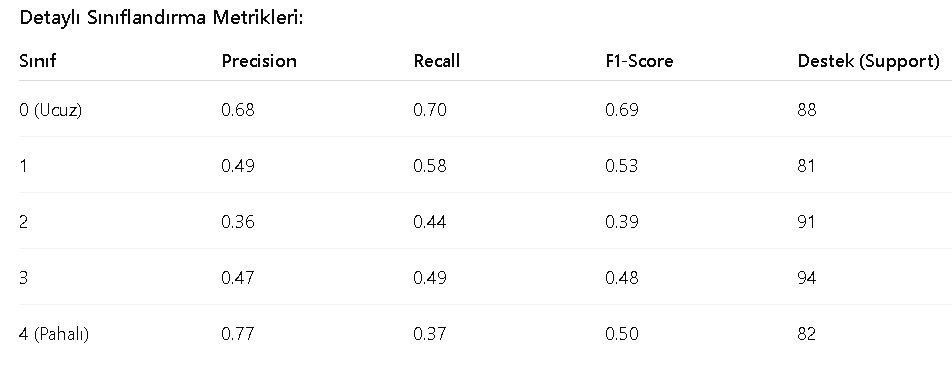 Detaylı Sınıflandırma Metrikleri:
Sınıf Precision Recall F1-Score Destek (Support)
0 (Ucuz) 0.68 0.70 0.69 88
1 0.49 0.58 0.53 81
2 0.36 0.44 0.39 91
3 0.47 0.49 0.48 94
4 (Pahalı) 0.77 0.37 0.50 82